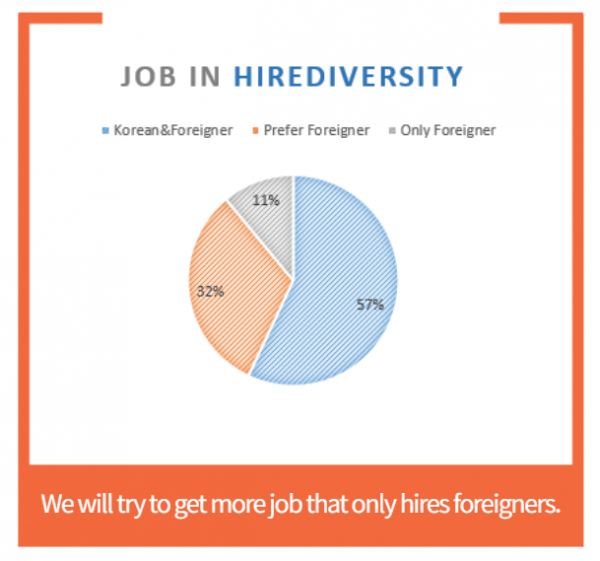 JOB IN HIREDIVERSITY
Korean&Foreigner Prefer Foreigner Only Foreigner
11%
32%
57%
We will try to get more job that only hires foreigners.